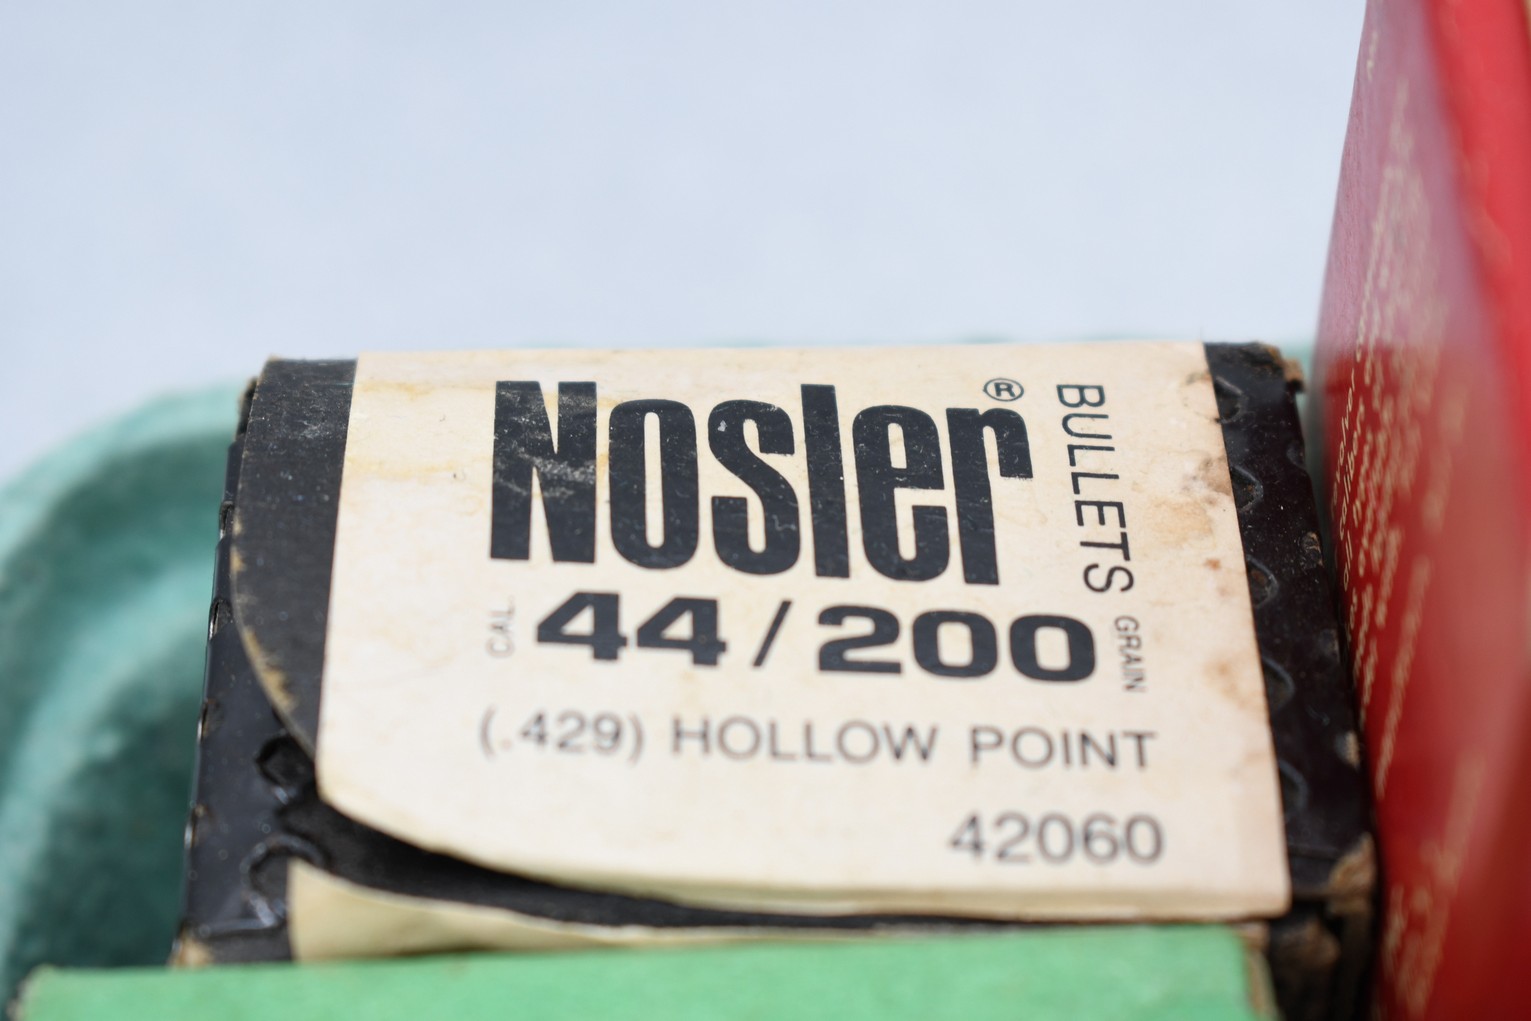 Nosler®
BULLETS
CAL. 44/200 GRAIN
(.429) HOLLOW POINT
42060